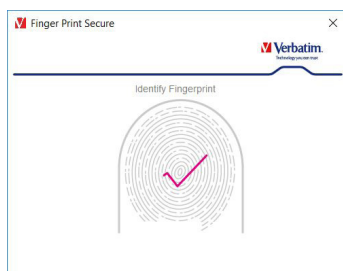 Finger Print Secure
Verbatim.
Technology you can trust
Identify Fingerprint